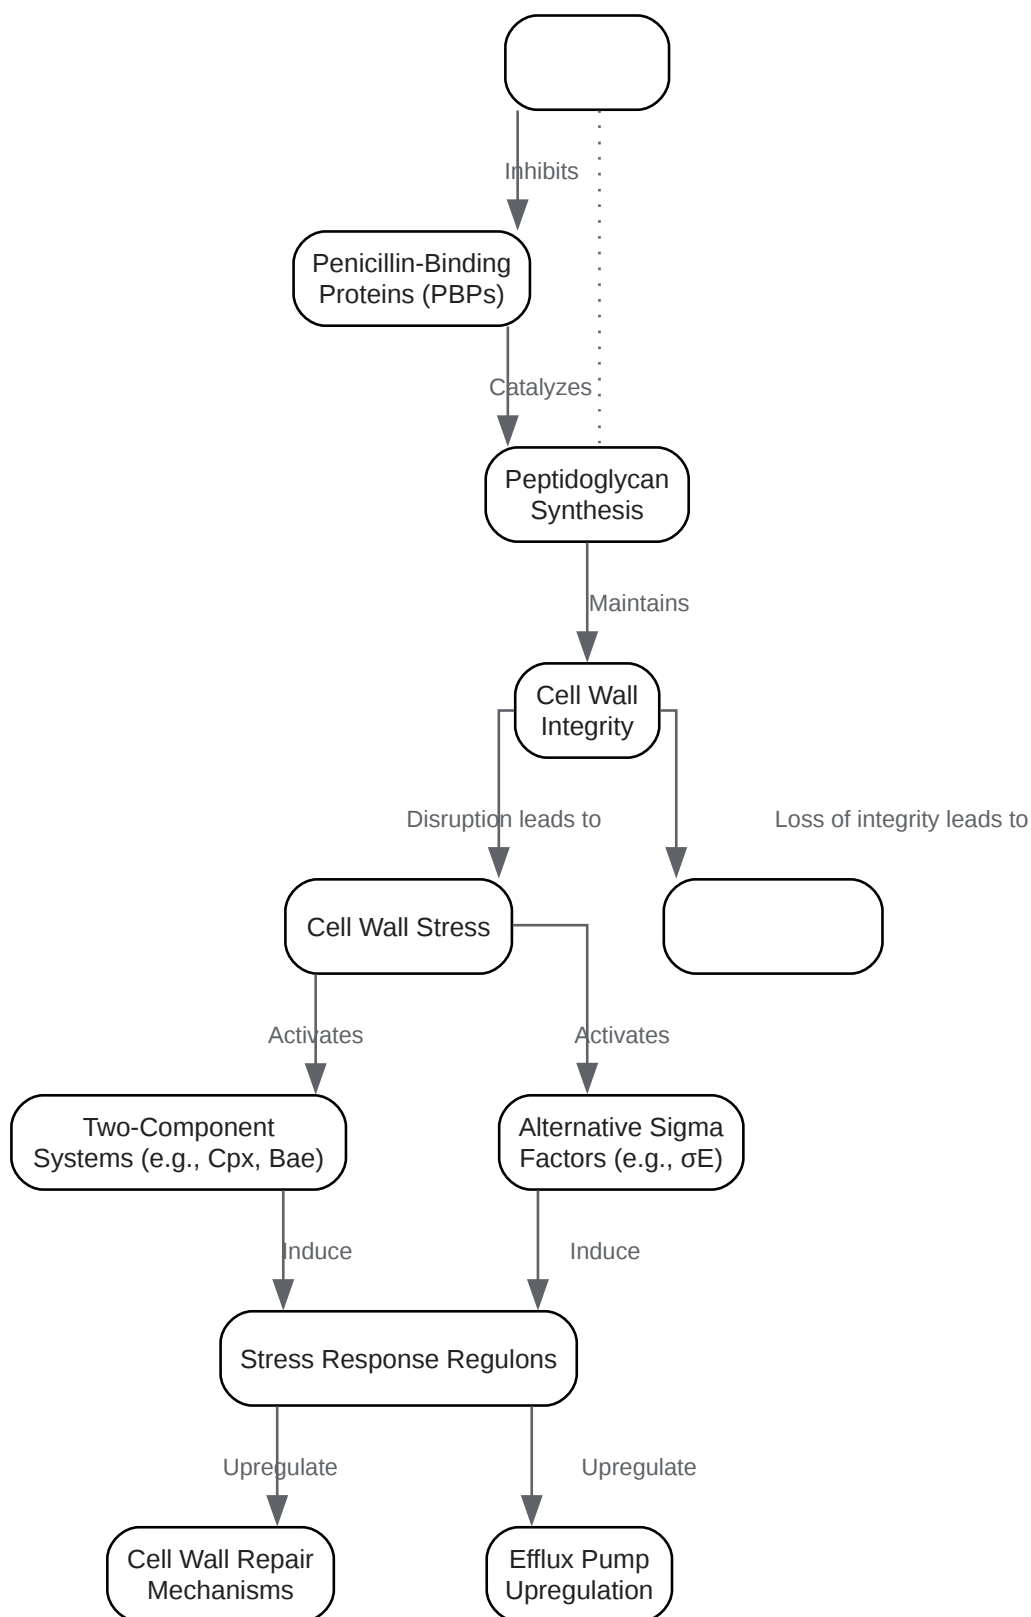 Inhibits
Penicillin-Binding
Proteins (PBPs)
Catalyzes
Peptidoglycan
Synthesis
Maintains
Cell Wall
Integrity
Disruption leads to
Loss of integrity leads to
Cell Wall Stress
Activates
Activates
Two-Component
Systems (e.g., Cpx, Bae)
Alternative Sigma
Factors (e.g., σE)
Induce
Induce
Stress Response Regulons
Upregulate
Upregulate
Cell Wall Repair
Mechanisms
Efflux Pump
Upregulation